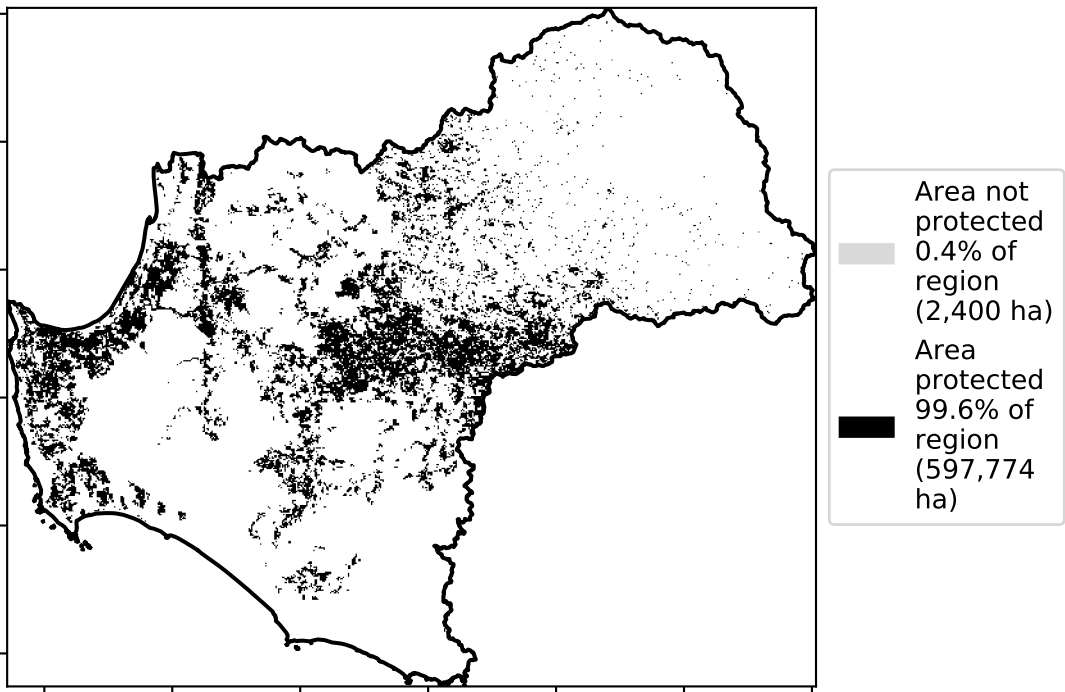 Area not
protected
0.4% of
region
(2,400 ha)
Area
protected
99.6% of
region
(597,774
ha)